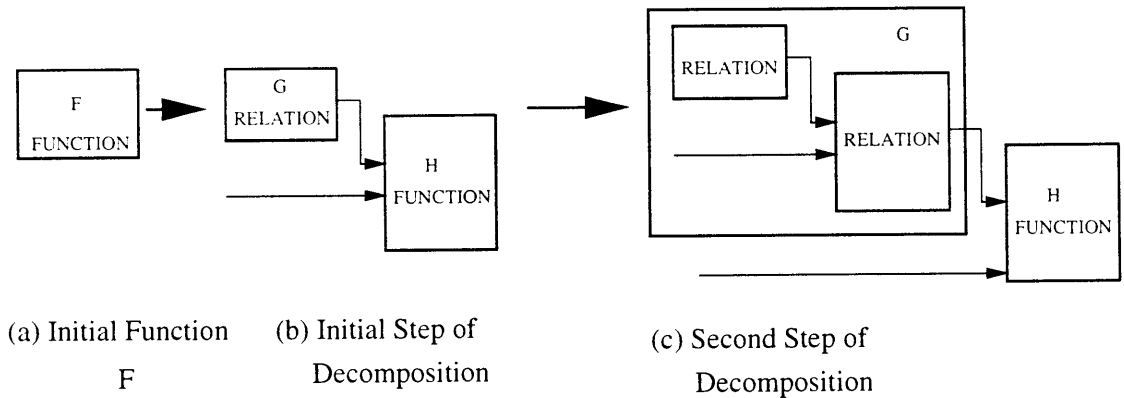 F
FUNCTION
G
RELATION
H
FUNCTION
G
RELATION
RELATION
H
FUNCTION
(a) Initial Function
F
(b) Initial Step of
Decomposition
(c) Second Step of
Decomposition